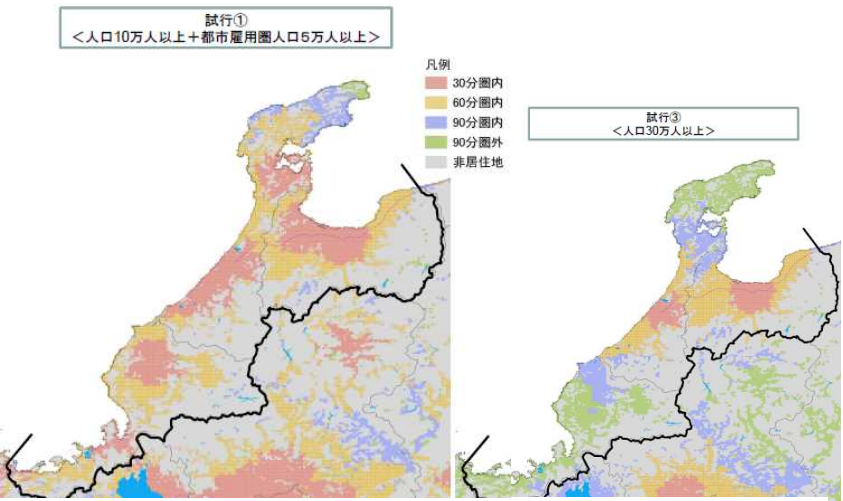 試行①
<人口10万人以上+都市雇用圏人口5万人以上>
凡例
30分圏内
60分圏内
90分圏内
90分圏外
非居住地
試行③
<人口30万人以上>